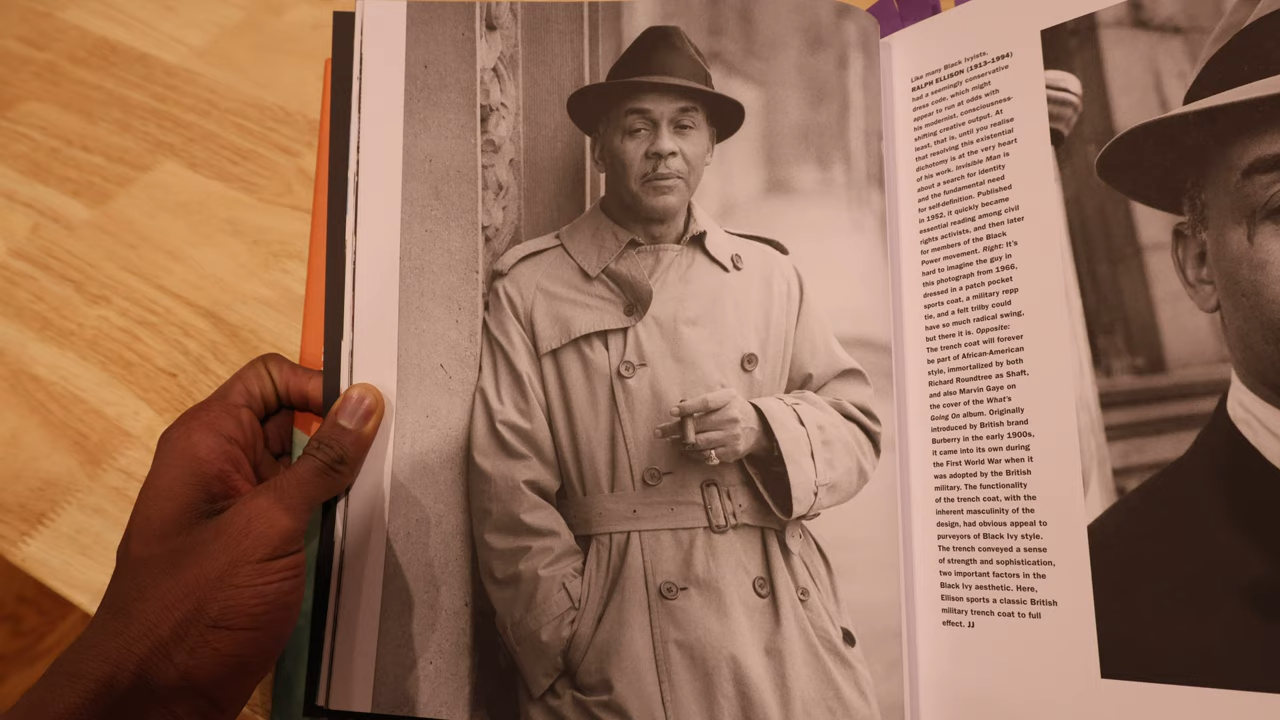 Like many Black Ivyists,
RALPH ELLISON (1913–1994)
had a seemingly conservative
dress code, which might
appear to run at odds with
his modernist, consciousness-
shifting creative output. At
least, that is, until you realise
that resolving this existential
dichotomy is at the very heart
of his work. Invisible Man is
about a search for identity
and the fundamental need
for self-definition. Published
in 1952, it quickly became
essential reading among civil
rights activists, and then later
for members of the Black
Power movement. Right: It's
hard to imagine the guy in
this photograph from 1966,
dressed in a patch pocket
sports coat, a military repp
tie, and a felt trilby could
have so much radical swing,
but there it is. Opposite:
The trench coat will forever
be part of African-American
style, immortalized by both
Richard Roundtree as Shaft,
and also Marvin Gaye on
the cover of the What's
Going On album. Originally
introduced by British brand
Burberry in the early 1900s,
it came into its own during
the First World War when it
was adopted by the British
military. The functionality
of the trench coat, with the
inherent masculinity of the
design, had obvious appeal to
purveyors of Black Ivy style.
The trench conveyed a sense
of strength and sophistication,
two important factors in the
Black Ivy aesthetic. Here,
Ellison sports a classic British
military trench coat to full
effect. JJ